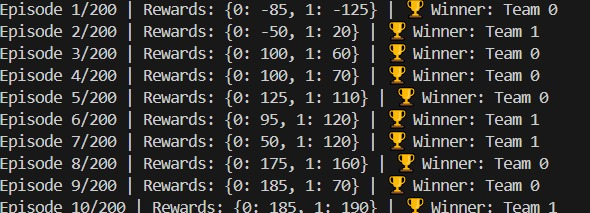 Episode 1/200 | Rewards: {0: -85, 1: -125} | 🏆 Winner: Team 0
Episode 2/200 | Rewards: {0: -50, 1: 20} | 🏆 Winner: Team 1
Episode 3/200 | Rewards: {0: 100, 1: 60} | 🏆 Winner: Team 0
Episode 4/200 | Rewards: {0: 100, 1: 70} | 🏆 Winner: Team 0
Episode 5/200 | Rewards: {0: 125, 1: 110} | 🏆 Winner: Team 0
Episode 6/200 | Rewards: {0: 95, 1: 120} | 🏆 Winner: Team 1
Episode 7/200 | Rewards: {0: 50, 1: 120} | 🏆 Winner: Team 1
Episode 8/200 | Rewards: {0: 175, 1: 160} | 🏆 Winner: Team 0
Episode 9/200 | Rewards: {0: 185, 1: 70} | 🏆 Winner: Team 0
Episode 10/200 | Rewards: {0: 185, 1: 190} | 🏆 Winner: Team 1